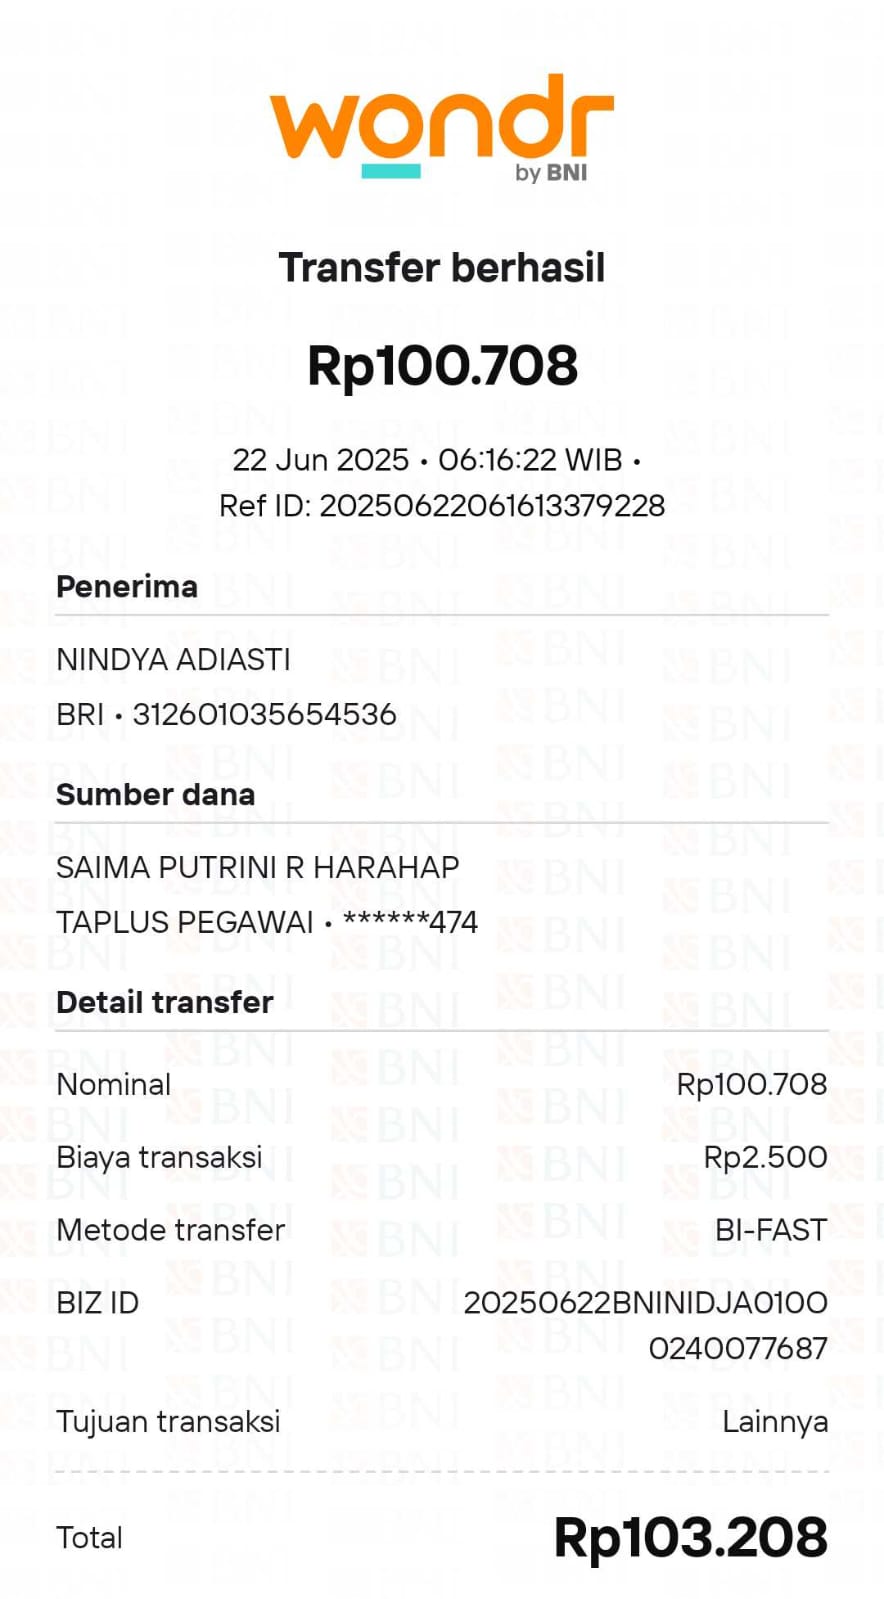 wondr
by BNI
Transfer berhasil
Rp100.708
22 Jun 2025 • 06:16:22 WIB •
Ref ID: 20250622061613379228
Penerima
NINDYA ADIASTI
BRI • 312601035654536
Sumber dana
SAIMA PUTRINI R HARAHAP
TAPLUS PEGAWAI • ******474
Detail transfer
Nominal Rp100.708
Biaya transaksi Rp2.500
Metode transfer BI-FAST
BIZ ID 20250622BNINIDJA0100
0240077687
Tujuan transaksi Lainnya
Total Rp103.208